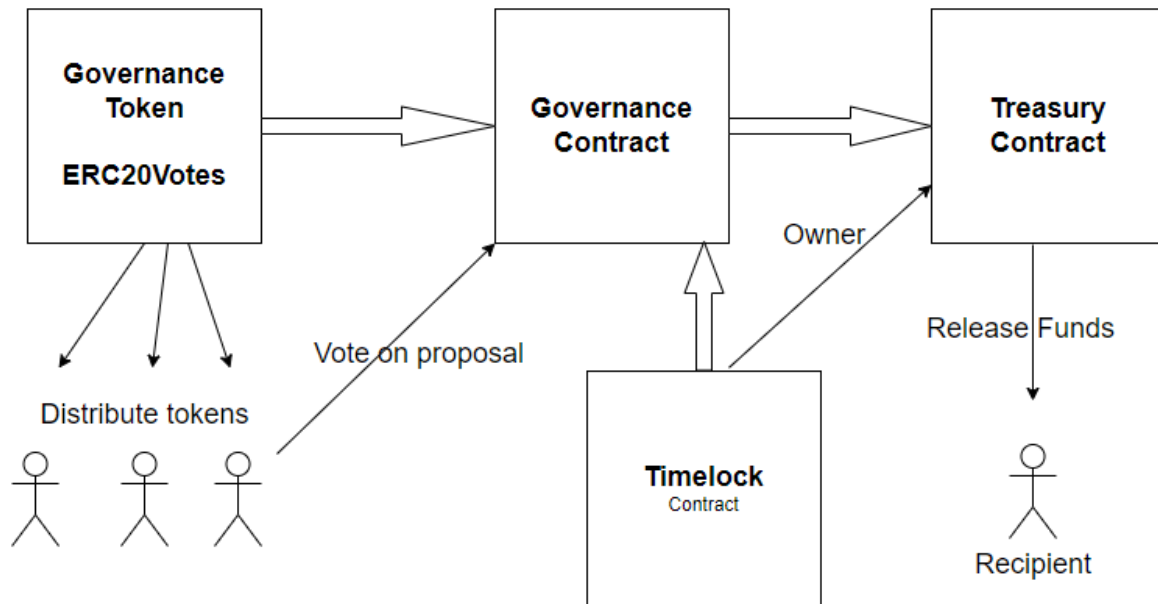 Governance
Token
ERC20Votes
Governance
Contract
Treasury
Contract
Owner
Vote on proposal
Release Funds
Distribute tokens
Timelock
Contract
Recipient